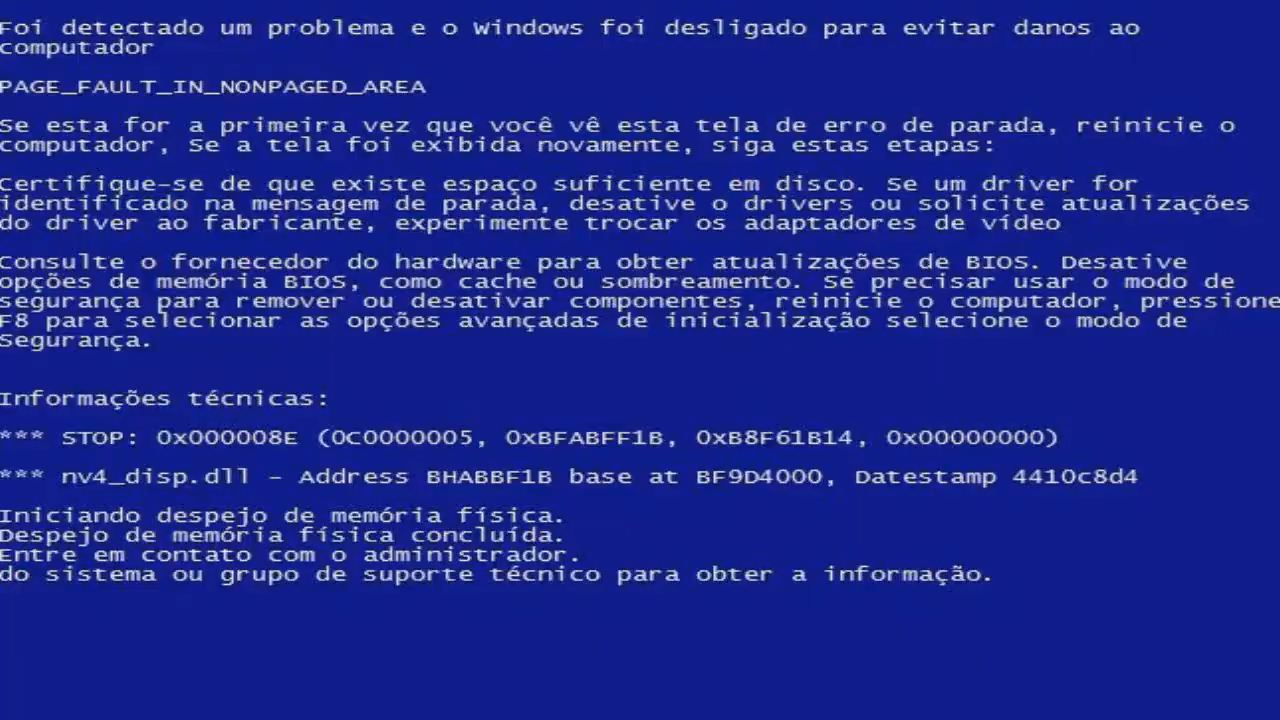 Foi detectado um problema e o Windows foi desligado para evitar danos ao
computador
PAGE_FAULT_IN_NONPAGED_AREA
Se esta for a primeira vez que você vê esta tela de erro de parada, reinicie o
computador, Se a tela foi exibida novamente, siga estas etapas:
Certifique-se de que existe espaço suficiente em disco. Se um driver for
identificado na mensagem de parada, desative o drivers ou solicite atualizações
do driver ao fabricante, experimente trocar os adaptadores de vídeo
Consulte o fornecedor do hardware para obter atualizações de BIOS. Desative
opções de memória BIOS, como cache ou sombreamento. Se precisar usar o modo de
segurança para remover ou desativar componentes, reinicie o computador, pressione
F8 para selecionar as opções avançadas de inicialização selecione o modo de
Segurança.
Informações técnicas:
*** STOP: 0x000008E (0C0000005, 0xBFABFF1B, 0xB8F61B14, 0x00000000)
*** nv4_disp.dll - Address BHABBF1B base at BF9D4000, Datestamp 4410c8d4
Iniciando despejo de memória física.
Despejo de memória física concluída.
Entre em contato com o administrador.
do sistema ou grupo de suporte técnico para obter a informação.